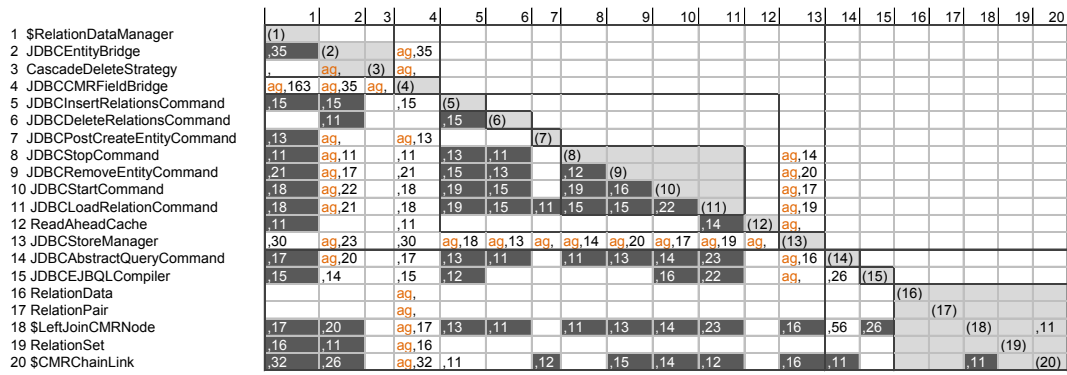 1 2 3 4 5 6 7 8 9 10 11 12 13 14 15 16 17 18 19 20
1 $RelationDataManager (1)
2 JDBCEntityBridge ,35 (2) ag,35
3 CascadeDeleteStrategy , ag, (3) ag,
4 JDBCCMRFieldBridge ag,163 ag,35 ag, (4)
5 JDBCInsertRelationsCommand ,15 ,15 ,15 (5)
6 JDBCDeleteRelationsCommand ,11 ,15 (6)
7 JDBCPostCreateEntityCommand ,13 ag, ag,13 (7)
8 JDBCStopCommand ,11 ag,11 ,11 ,13 ,11 (8) ag,14
9 JDBCRemoveEntityCommand ,21 ag,17 ,21 ,15 ,13 ,12 (9) ag,20
10 JDBCStartCommand ,18 ag,22 ,18 ,19 ,15 ,19 ,16 (10) ag,17
11 JDBCLoadRelationCommand ,18 ag,21 ,18 ,19 ,15 ,11 ,15 ,15 ,22 (11) ag,19
12 ReadAheadCache ,11 ,11 ,14 (12) ag,
13 JDBCStoreManager ,30 ag,23 ,30 ag,18 ag,13 ag, ag,14 ag,20 ag,17 ag,19 ag, (13)
14 JDBCAbstractQueryCommand ,17 ag,20 ,17 ,13 ,11 ,11 ,13 ,14 ,23 ag,16 (14)
15 JDBCEJBQLCompiler ,15 ,14 ,15 ,12 ,16 ,22 ag, ,26 (15)
16 RelationData ag, (16)
17 RelationPair ag, (17)
18 $LeftJoinCMRNode ,17 ,20 ag,17 ,13 ,11 ,11 ,13 ,14 ,23 ,16 ,56 ,26 (18) ,11
19 RelationSet ,16 ,11 ag,16 (19)
20 $CMRChainLink ,32 ,26 ag,32 ,11 ,12 ,15 ,14 ,12 ,16 ,11 ,11 (20)